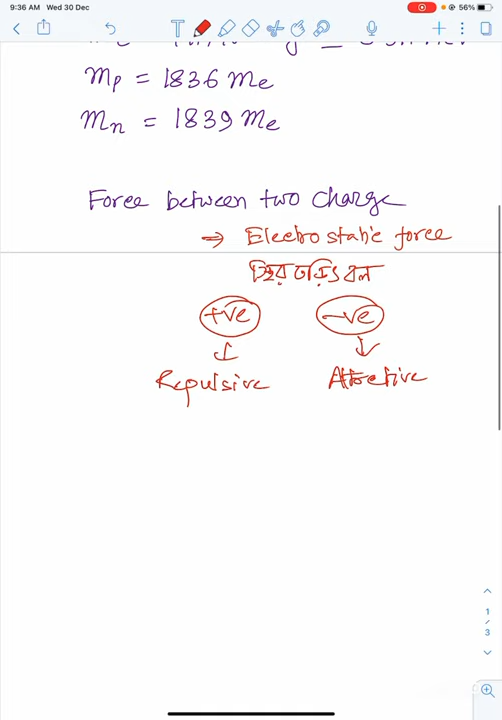 9:36 AM Wed 30 Dec
56%
mp = 1836 me
mn = 1839 me
Force between two charge
⇒ Electrostatic force
স্থির তড়িৎ বল
+ve -ve
↓ ↓
Repulsive Attractive
1
/
3